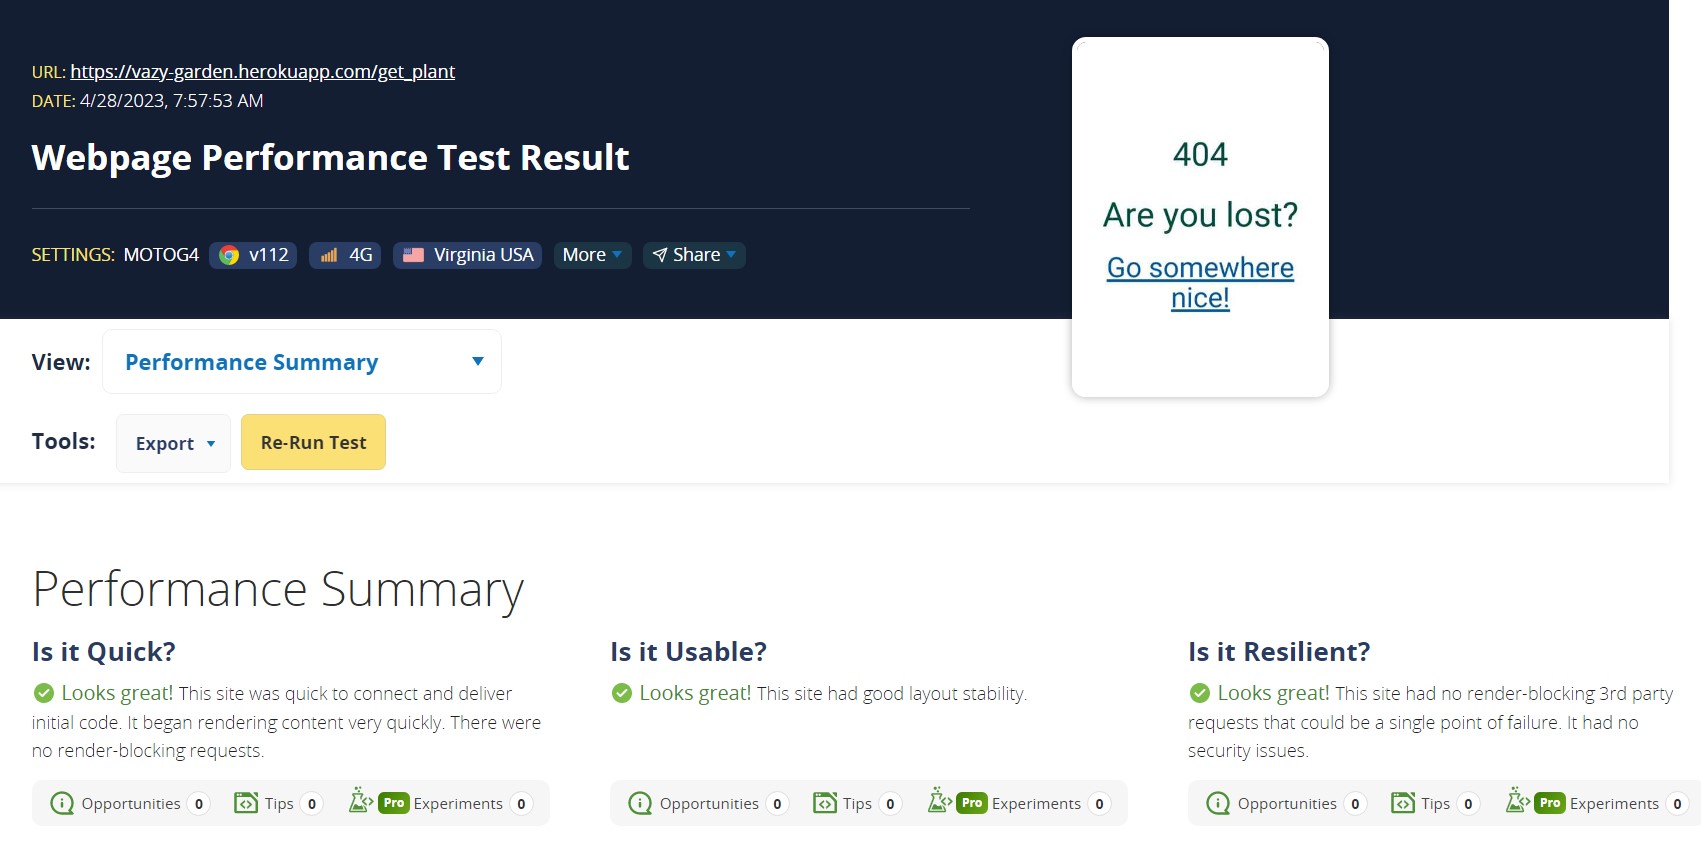 URL: https://vazy-garden.herokuapp.com/get_plant
DATE: 4/28/2023, 7:57:53 AM
Webpage Performance Test Result
SETTINGS: MOTOG4 v112 4G Virginia USA More Share
404
Are you lost?
Go somewhere
nice!
View: Performance Summary
Tools: Export Re-Run Test
Performance Summary
Is it Quick?
Looks great! This site was quick to connect and deliver
initial code. It began rendering content very quickly. There were
no render-blocking requests.
Opportunities 0 Tips 0 Pro Experiments 0
Is it Usable?
Looks great! This site had good layout stability.
Opportunities 0 Tips 0 Pro Experiments 0
Is it Resilient?
Looks great! This site had no render-blocking 3rd party
requests that could be a single point of failure. It had no
security issues.
Opportunities 0 Tips 0 Pro Experiments 0